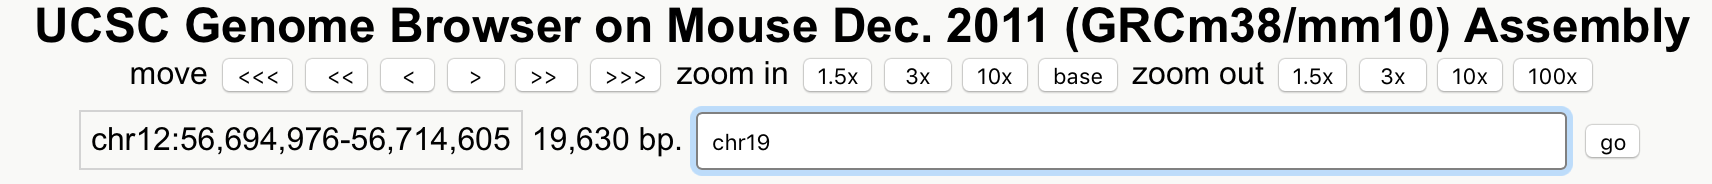 UCSC Genome Browser on Mouse Dec. 2011 (GRCm38/mm10) Assembly
move <<< << < > >> >>> zoom in 1.5x 3x 10x base zoom out 1.5x 3x 10x 100x
chr12:56,694,976-56,714,605 19,630 bp. chr19 go